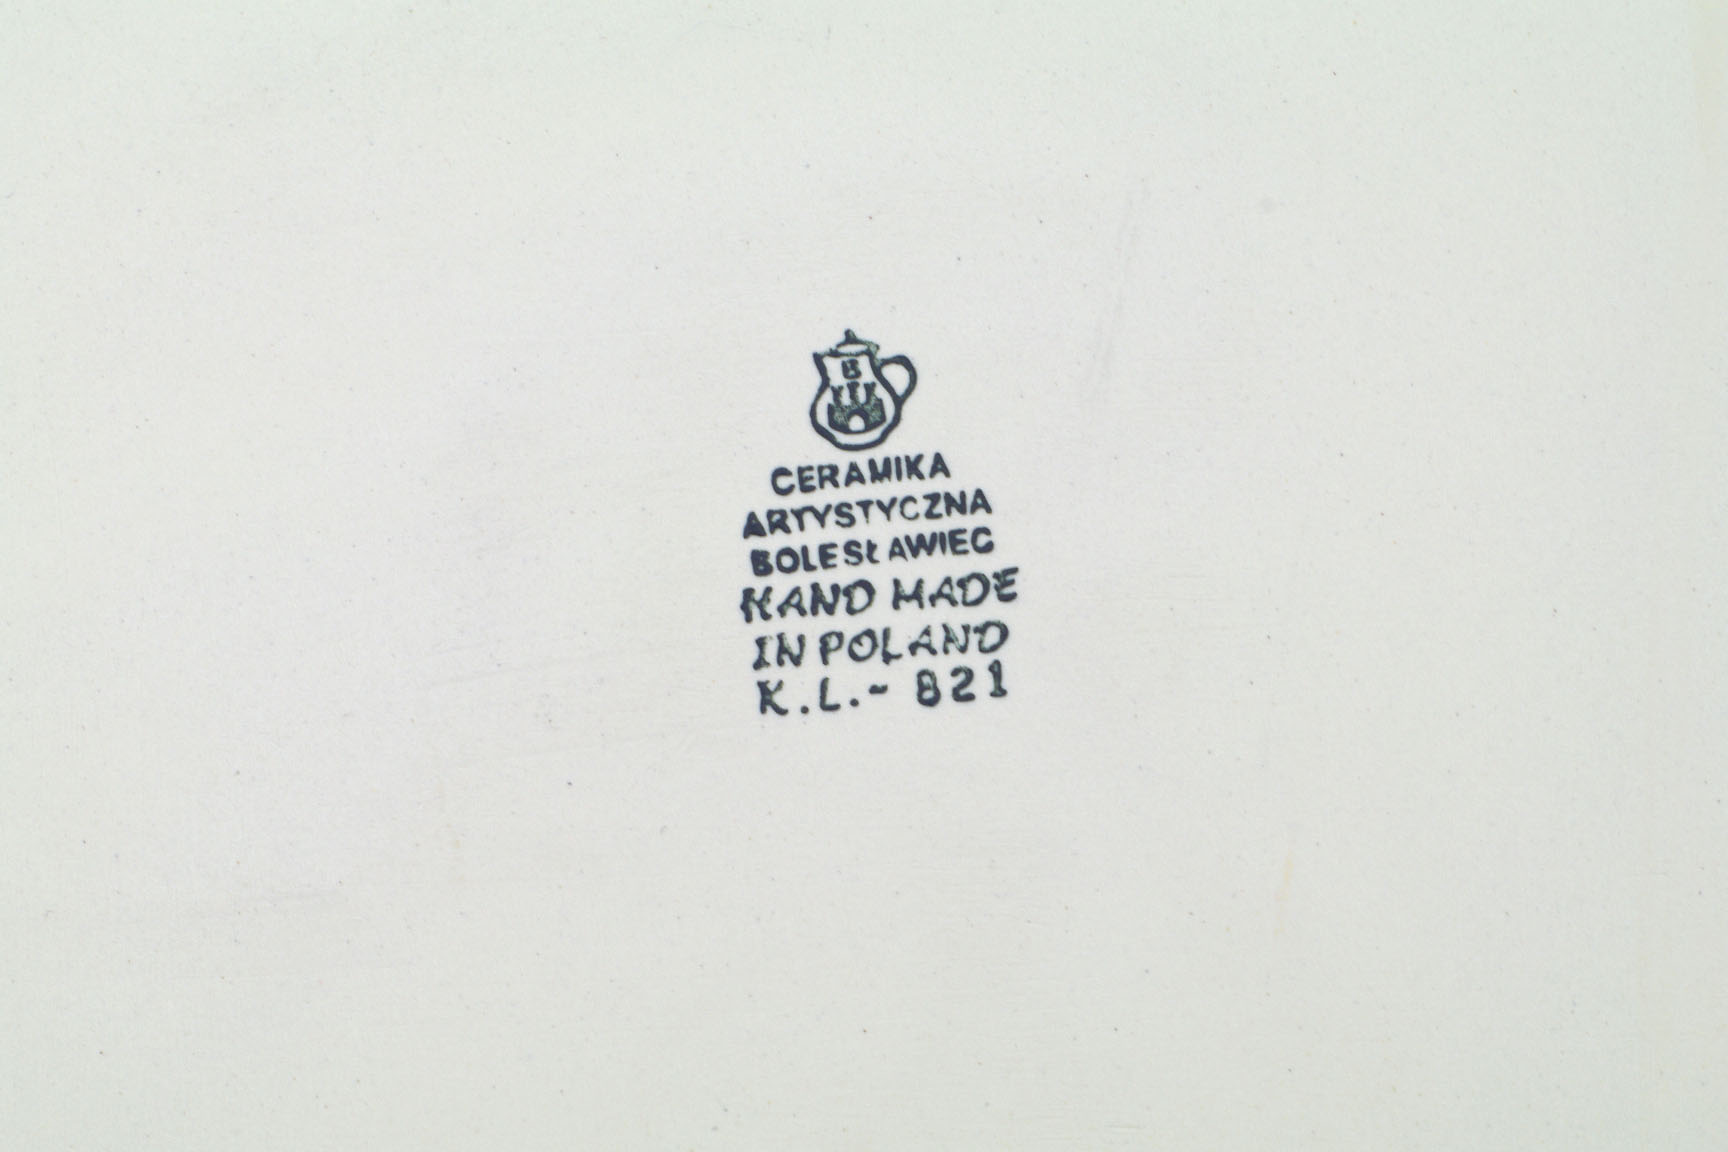 B
CERAMIKA
ARTYSTYCZNA
BOLESŁAWIEC
HAND MADE
IN POLAND
K.L.- 821